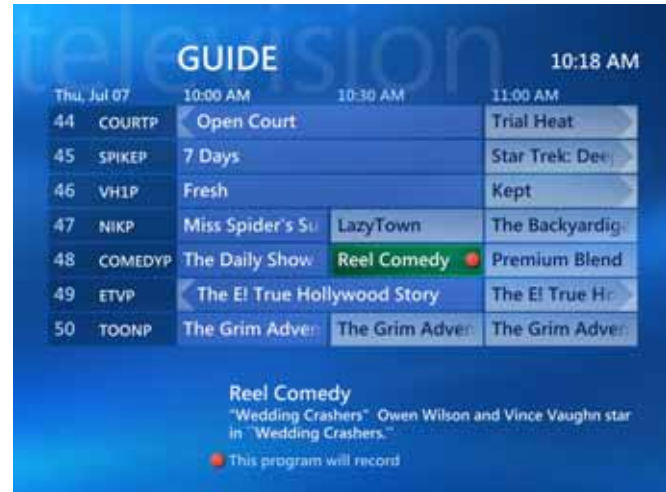 television
GUIDE 10:18 AM
Thu, Jul 07 10:00 AM 10:30 AM 11:00 AM
44 COURTP Open Court Trial Heat
45 SPIKEP 7 Days Star Trek: Dee
46 VH1P Fresh Kept
47 NIKP Miss Spider's Su LazyTown The Backyardig
48 COMEDYP The Daily Show Reel Comedy Premium Blend
49 ETVP The E! True Hollywood Story The E! True Ho
50 TOONP The Grim Adven The Grim Adven The Grim Adven
Reel Comedy
"Wedding Crashers" Owen Wilson and Vince Vaughn star
in ``Wedding Crashers.''
This program will record